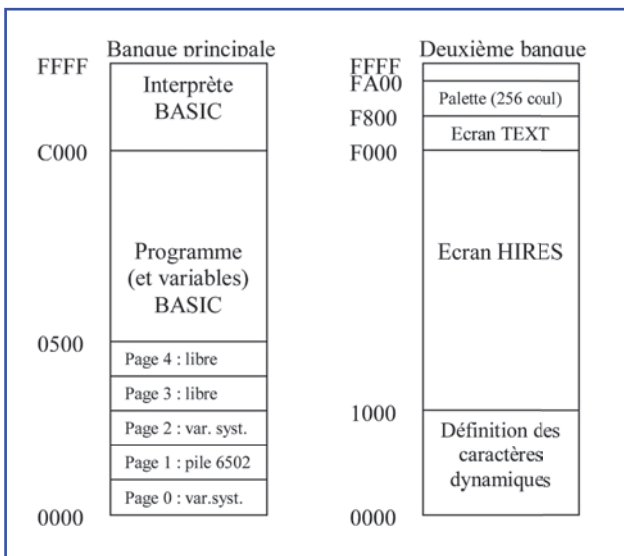 Banque principale
FFFF
Interprète
BASIC
C000
Programme
(et variables)
BASIC
0500
Page 4 : libre
Page 3 : libre
Page 2 : var. syst.
Page 1 : pile 6502
Page 0 : var.syst.
0000
Deuxième banque
FFFF
FA00
Palette (256 coul)
F800
Ecran TEXT
F000
Ecran HIRES
1000
Définition des
caractères
dynamiques
0000